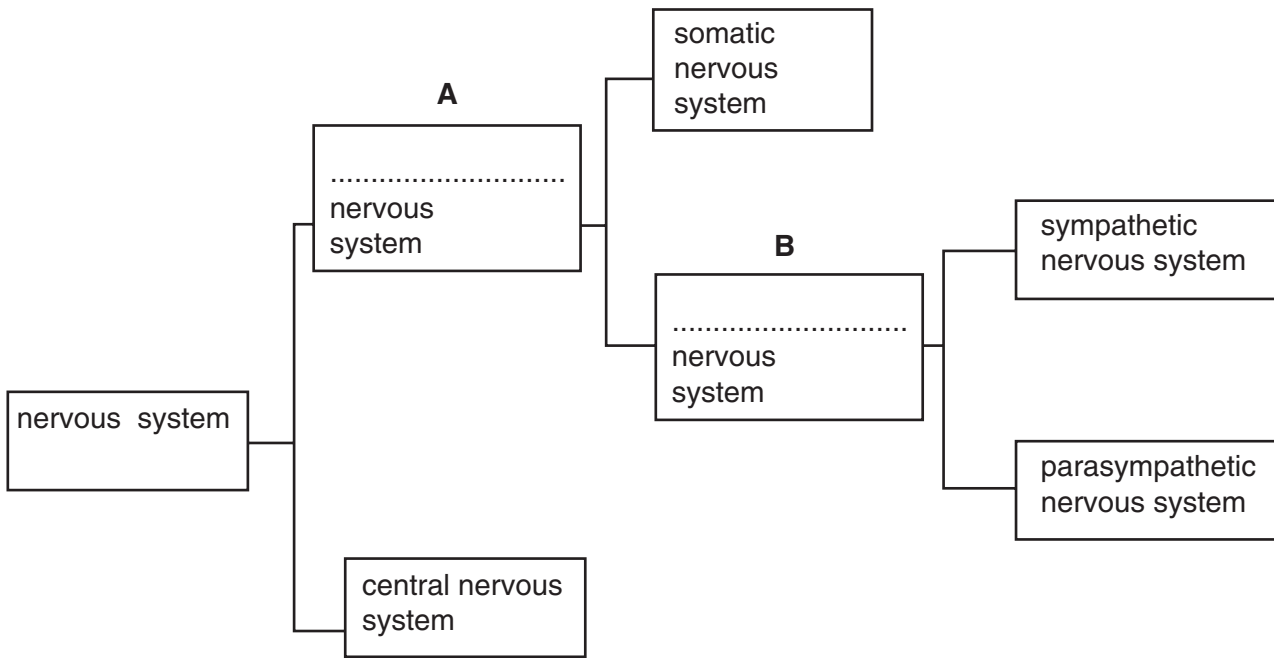 somatic
nervous
system
A
............................
nervous
system
B
............................
nervous
system
sympathetic
nervous system
parasympathetic
nervous system
nervous system
central nervous
system